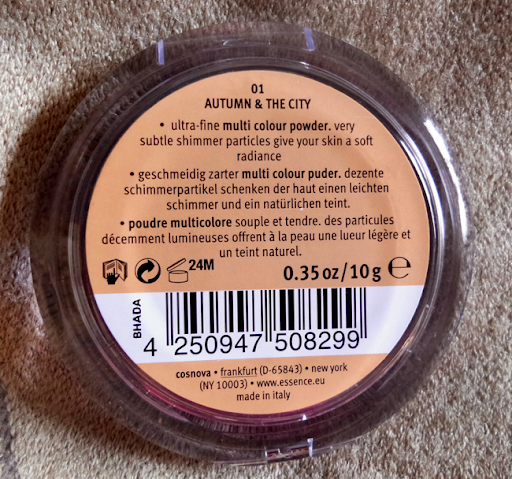 01
AUTUMN & THE CITY
• ultra-fine multi colour powder. very
subtle shimmer particles give your skin a soft
radiance
• geschmeidig zarter multi colour puder. dezente
schimmerpartikel schenken der haut einen leichten
schimmer und ein natürlichen teint.
• poudre multicolore souple et tendre. des particules
décemment lumineuses offrent à la peau une lueur légère et
un teint naturel.
24M
0.35 oz/10 g ℮
BHADA
4 250947 508299
cosnova • frankfurt (D-65843) • new york
(NY 10003) • www.essence.eu
made in italy